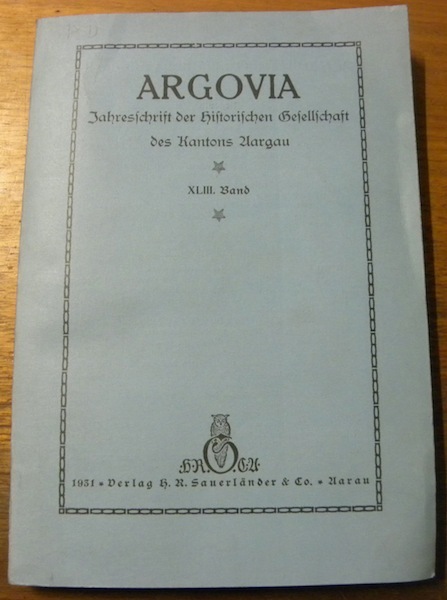 ARGOVIA
Jahresschrift der Historischen Gesellschaft
des Kantons Aargau
XLIII. Band
H.R. S. C.A.
1931 * Verlag H. R. Sauerländer & Co. * Aarau